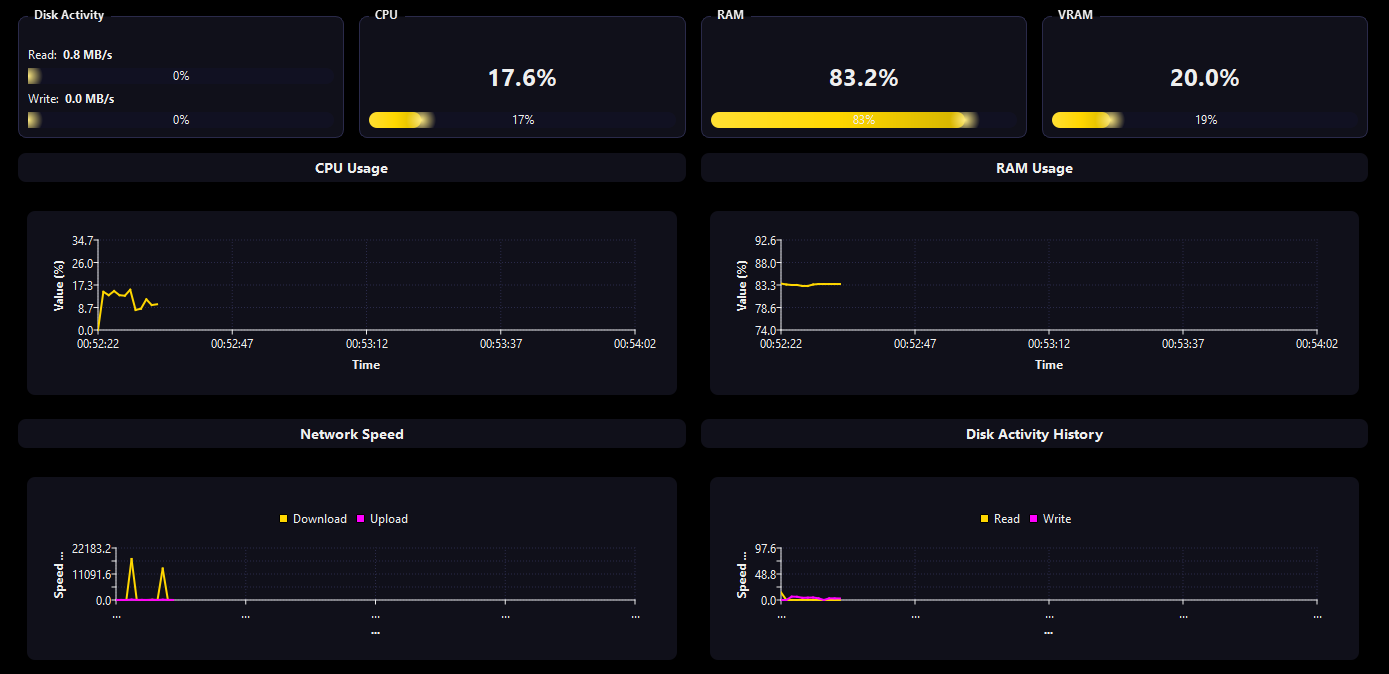 Disk Activity
Read: 0.8 MB/s
0%
Write: 0.0 MB/s
0%
CPU
17.6%
17%
RAM
83.2%
83%
VRAM
20.0%
19%
CPU Usage
Value (%)
34.7
26.0
17.3
8.7
0.0
00:52:22 00:52:47 00:53:12 00:53:37 00:54:02
Time
RAM Usage
Value (%)
92.6
88.0
83.3
78.6
74.0
00:52:22 00:52:47 00:53:12 00:53:37 00:54:02
Time
Network Speed
Download Upload
Speed ...
22183.2
11091.6
0.0
... ... ... ... ...
...
Disk Activity History
Read Write
Speed ...
97.6
48.8
0.0
... ... ... ... ...
...